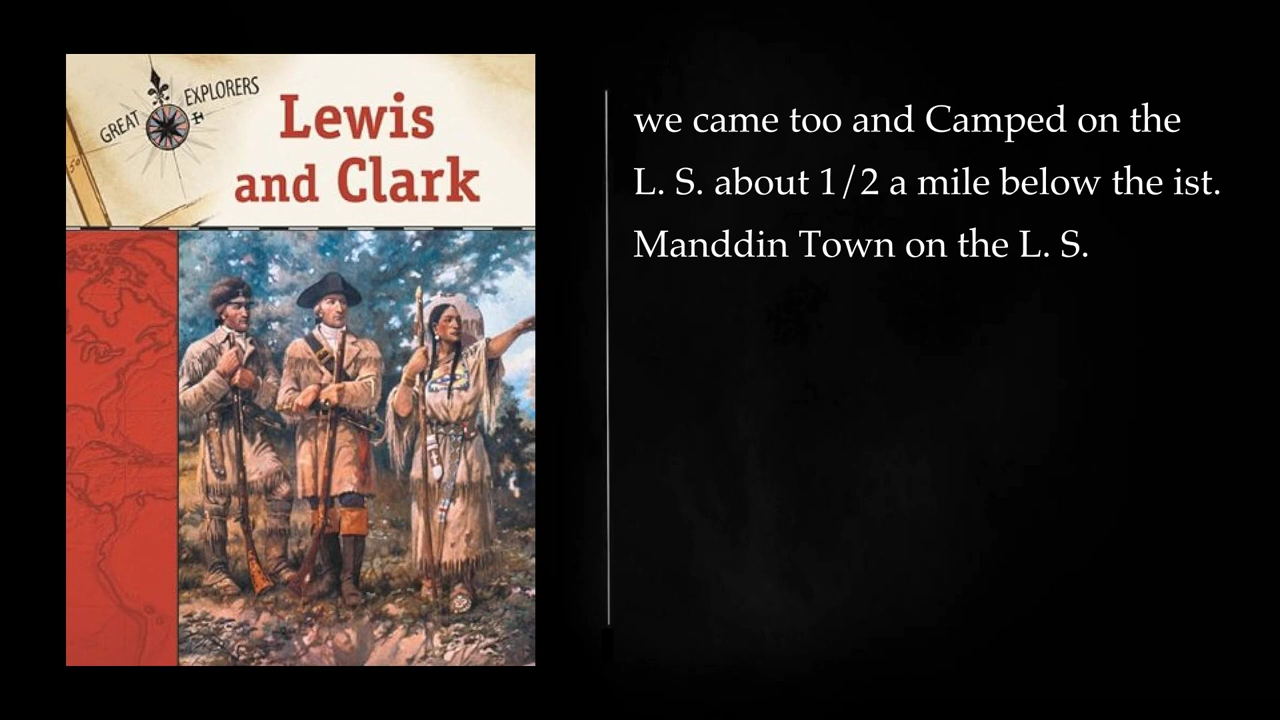 GREAT EXPLORERS
Lewis
and Clark
we came too and Camped on the
L. S. about 1/2 a mile below the ist.
Manddin Town on the L. S.